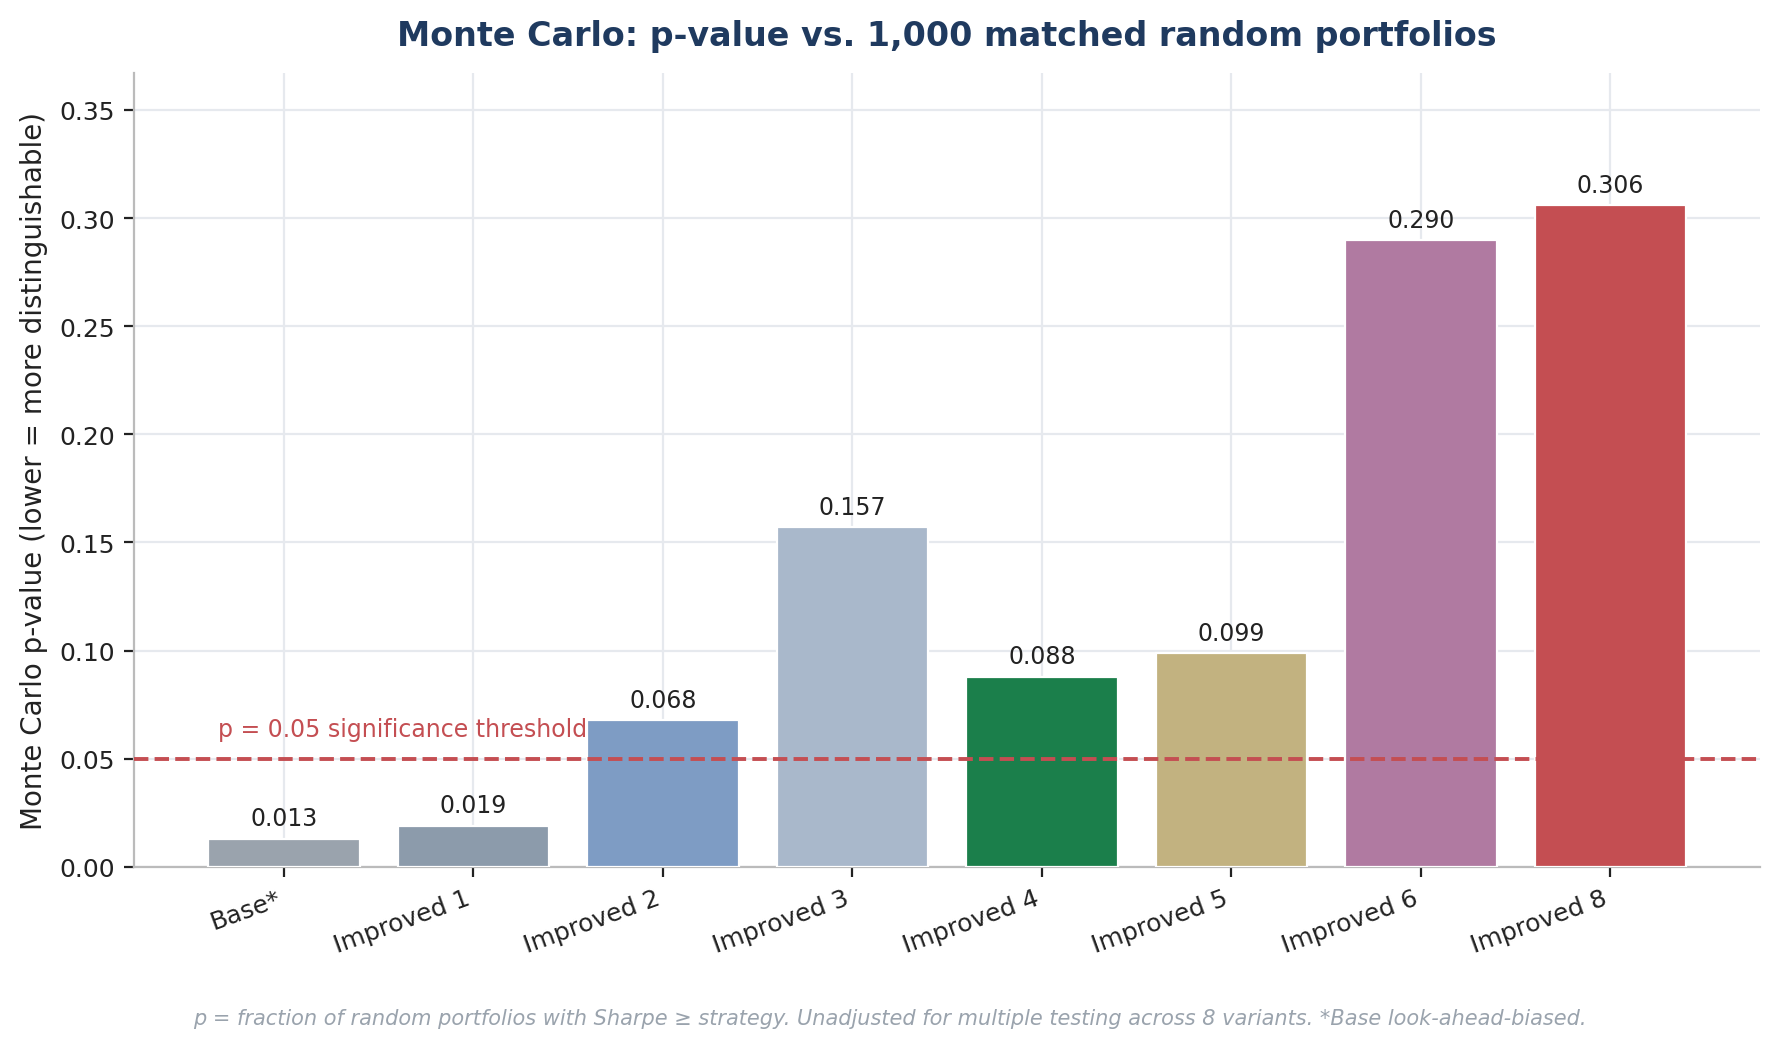 Monte Carlo: p-value vs. 1,000 matched random portfolios
Monte Carlo p-value (lower = more distinguishable)
0.35
0.30
0.25
0.20
0.15
0.10
0.05
0.00
p = 0.05 significance threshold
0.013
0.019
0.068
0.157
0.088
0.099
0.290
0.306
Base*
Improved 1
Improved 2
Improved 3
Improved 4
Improved 5
Improved 6
Improved 8
p = fraction of random portfolios with Sharpe ≥ strategy. Unadjusted for multiple testing across 8 variants. *Base look-ahead-biased.